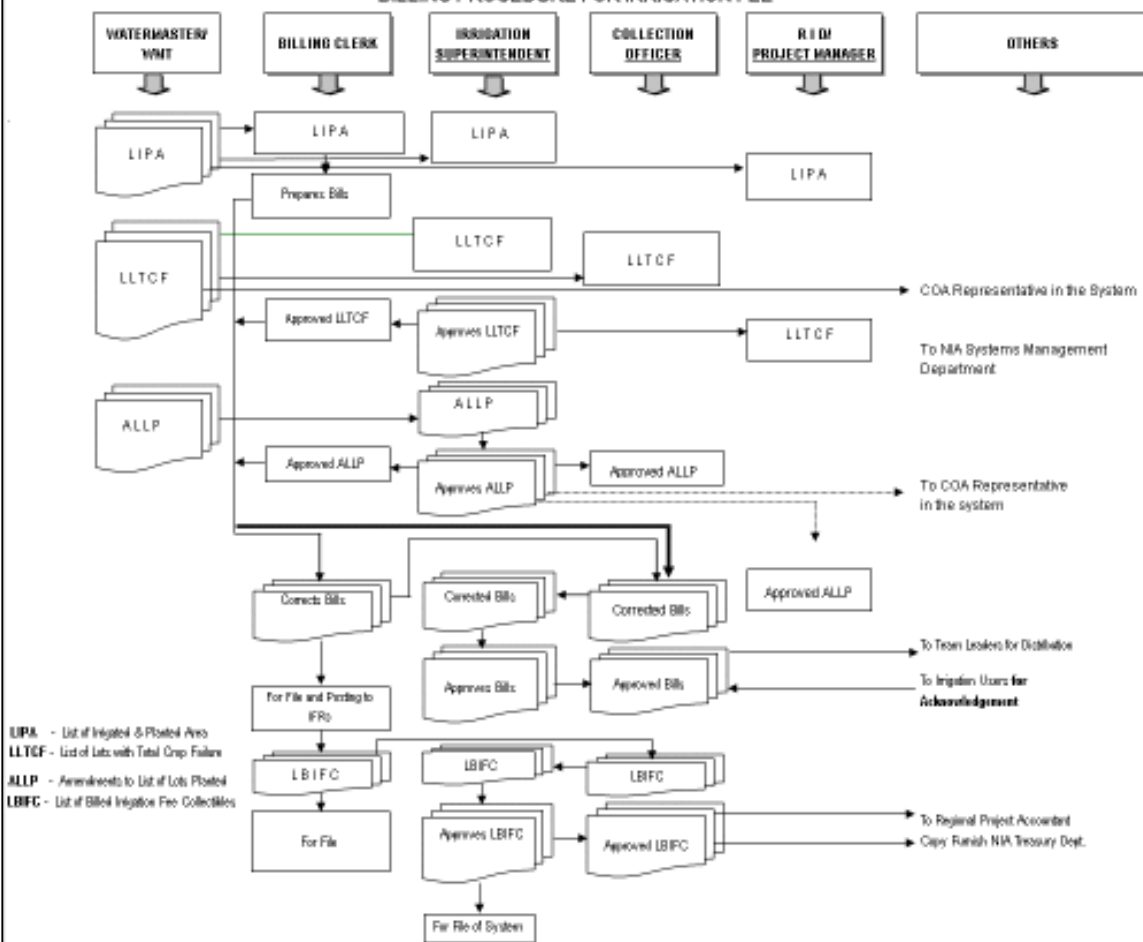 BILLING PROCEDURE FOR IRRIGATION FEE
WATERMASTER/
WMT
BILLING CLERK
IRRIGATION
SUPERINTENDENT
COLLECTION
OFFICER
R I O/
PROJECT MANAGER
OTHERS
LIPA
LIPA
LIPA
LIPA
Prepares Bills
LLTCF
LLTCF
LLTCF
COA Representative in the System
Approved LLTCF
Approves LLTCF
LLTCF
To NIA Systems Management
Department
ALLP
ALLP
Approved ALLP
Approves ALLP
Approved ALLP
To COA Representative
in the system
Approved ALLP
Corrects Bills
Corrected Bills
Corrected Bills
Approves Bills
Approved Bills
To Team Leaders for Distribution
To Irrigation Users for
Acknowledgement
For File and Posting to
IFRs
LIPA - List of Irrigated & Planted Area
LLTCF - List of Lots with Total Crop Failure
ALLP - Amendments to List of Lots Planted
LBIFC - List of Billed Irrigation Fee Collectibles
LBIFC
LBIFC
LBIFC
For File
Approves LBIFC
Approved LBIFC
To Regional Project Accountant
Copy Furnish NIA Treasury Dept.
For File of System